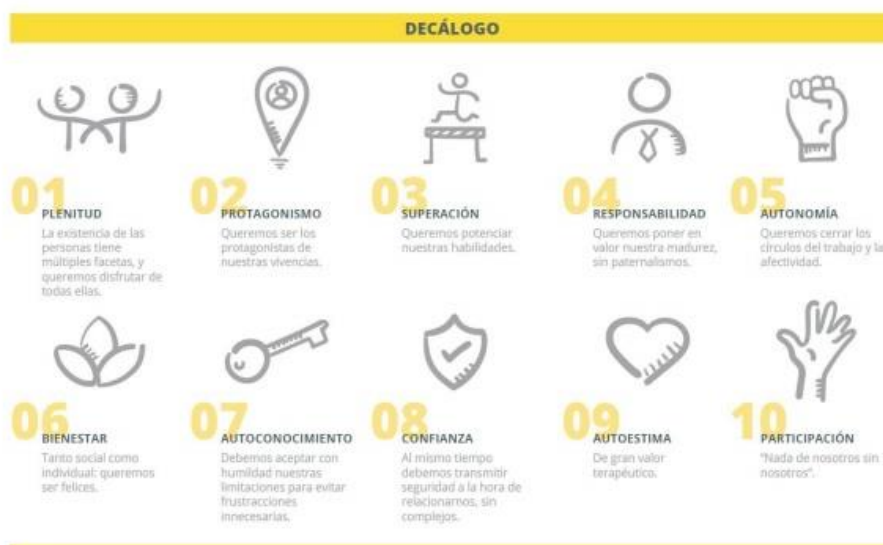 DECÁLOGO
01
PLENITUD
La existencia de las
personas tiene
múltiples facetas, y
queremos disfrutar de
todas ellas.
02
PROTAGONISMO
Queremos ser los
protagonistas de
nuestras vivencias.
03
SUPERACIÓN
Queremos potenciar
nuestras habilidades.
04
RESPONSABILIDAD
Queremos poner en
valor nuestra madurez,
sin paternalismos.
05
AUTONOMÍA
Queremos cerrar los
círculos del trabajo y la
afectividad.
06
BIENESTAR
Tanto social como
individual: queremos
ser felices.
07
AUTOCONOCIMIENTO
Debemos aceptar con
humildad nuestras
limitaciones para evitar
frustracciones
innecesarias.
08
CONFIANZA
Al mismo tiempo
debemos transmitir
seguridad a la hora de
relacionarnos, sin
complejos.
09
AUTOESTIMA
De gran valor
terapéutico.
10
PARTICIPACIÓN
"Nada de nosotros sin
nosotros".